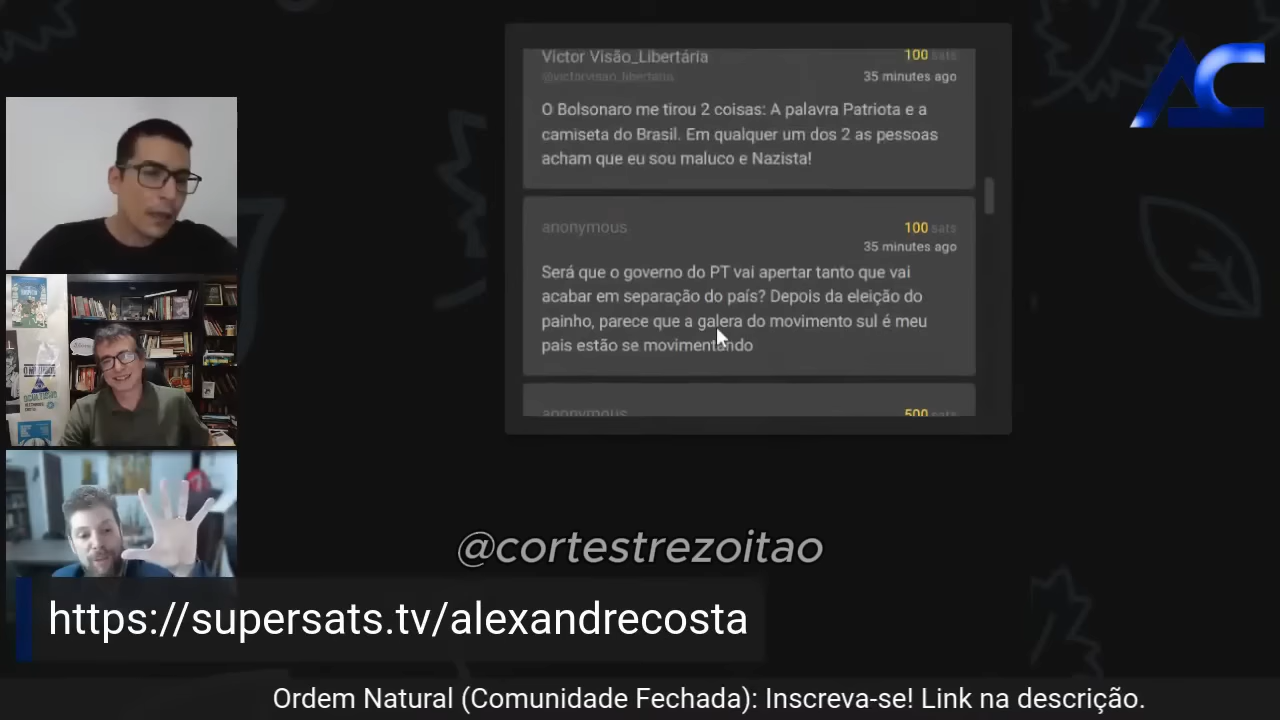 Víctor Visão_Libertária
100 sats
@victorvisao_libertaria
35 minutes ago
O Bolsonaro me tirou 2 coisas: A palavra Patriota e a
camiseta do Brasil. Em qualquer um dos 2 as pessoas
acham que eu sou maluco e Nazista!
anonymous
100 sats
35 minutes ago
Será que o governo do PT vai apertar tanto que vai
acabar em separação do país? Depois da eleição do
painho, parece que a galera do movimento sul é meu
pais estão se movimentando
anonymous
500 sats
AC
@cortestrezoitao
https://supersats.tv/alexandrecosta
Ordem Natural (Comunidade Fechada): Inscreva-se! Link na descrição.